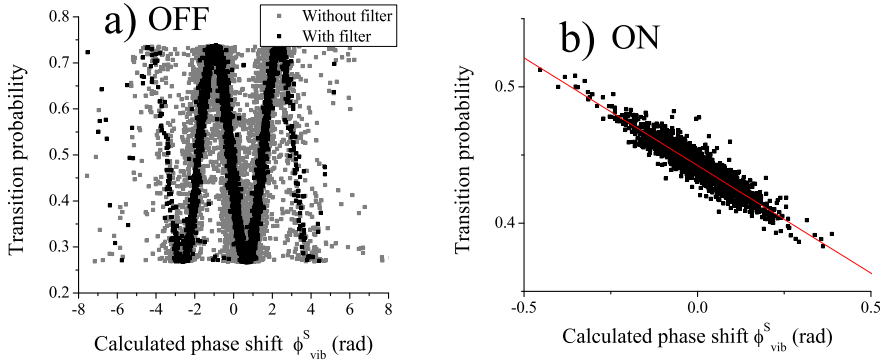 a) OFF
Without filter
With filter
Transition probability
0.8
0.7
0.6
0.5
0.4
0.3
0.2
-8 -6 -4 -2 0 2 4 6 8
Calculated phase shift ϕ^S_vib (rad)
b) ON
Transition probability
0.5
0.4
-0.5 0.0 0.5
Calculated phase shift ϕ^S_vib (rad)